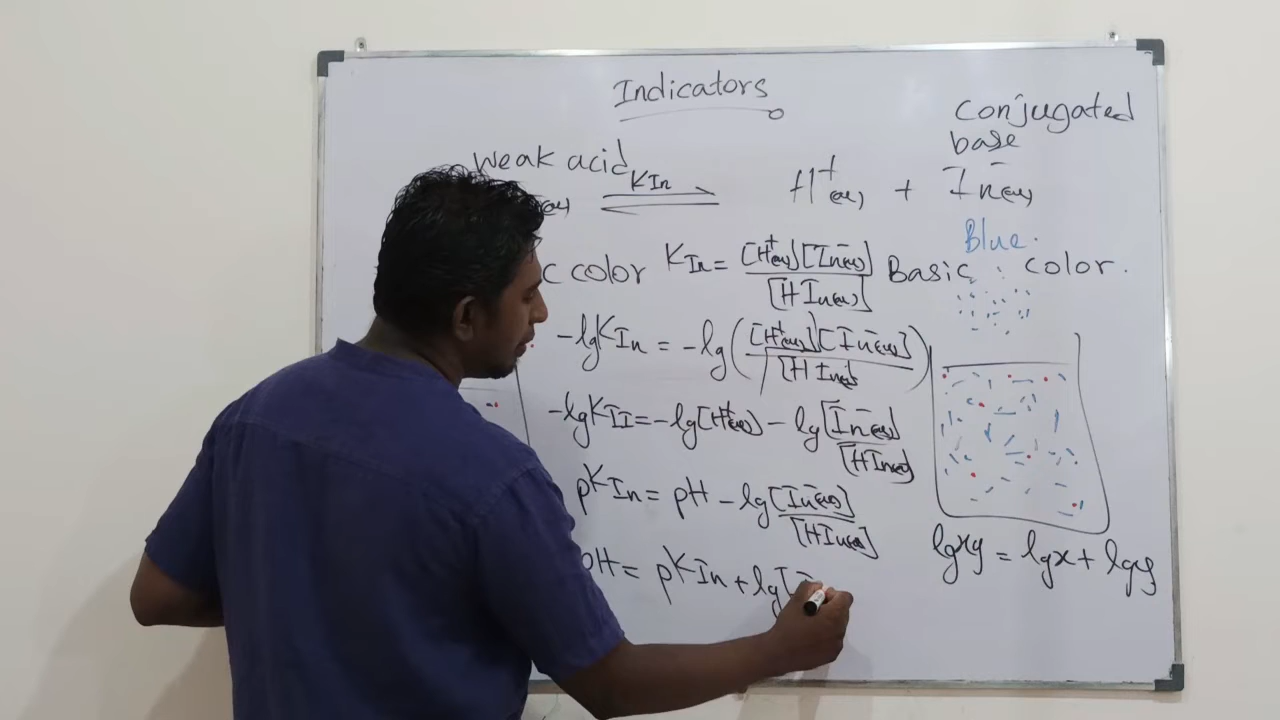 Indicators
Conjugated
base
Weak acid
KIn
(aq) ⇌ H⁺(aq) + In⁻(aq)
Blue.
C color KIn = [H⁺(aq)][In⁻(aq)] / [HIn(aq)] Basic color.
-lgKIn = -lg([H⁺(aq)][In⁻(aq)] / [HIn(aq)])
-lgKII = -lg[H⁺(aq)] - lg[In⁻(aq)] / [HIn(aq)]
pKIn = pH - lg[In⁻(aq)] / [HIn(aq)]
lgxy = lgx + lgy
pH = pKIn + lg[I